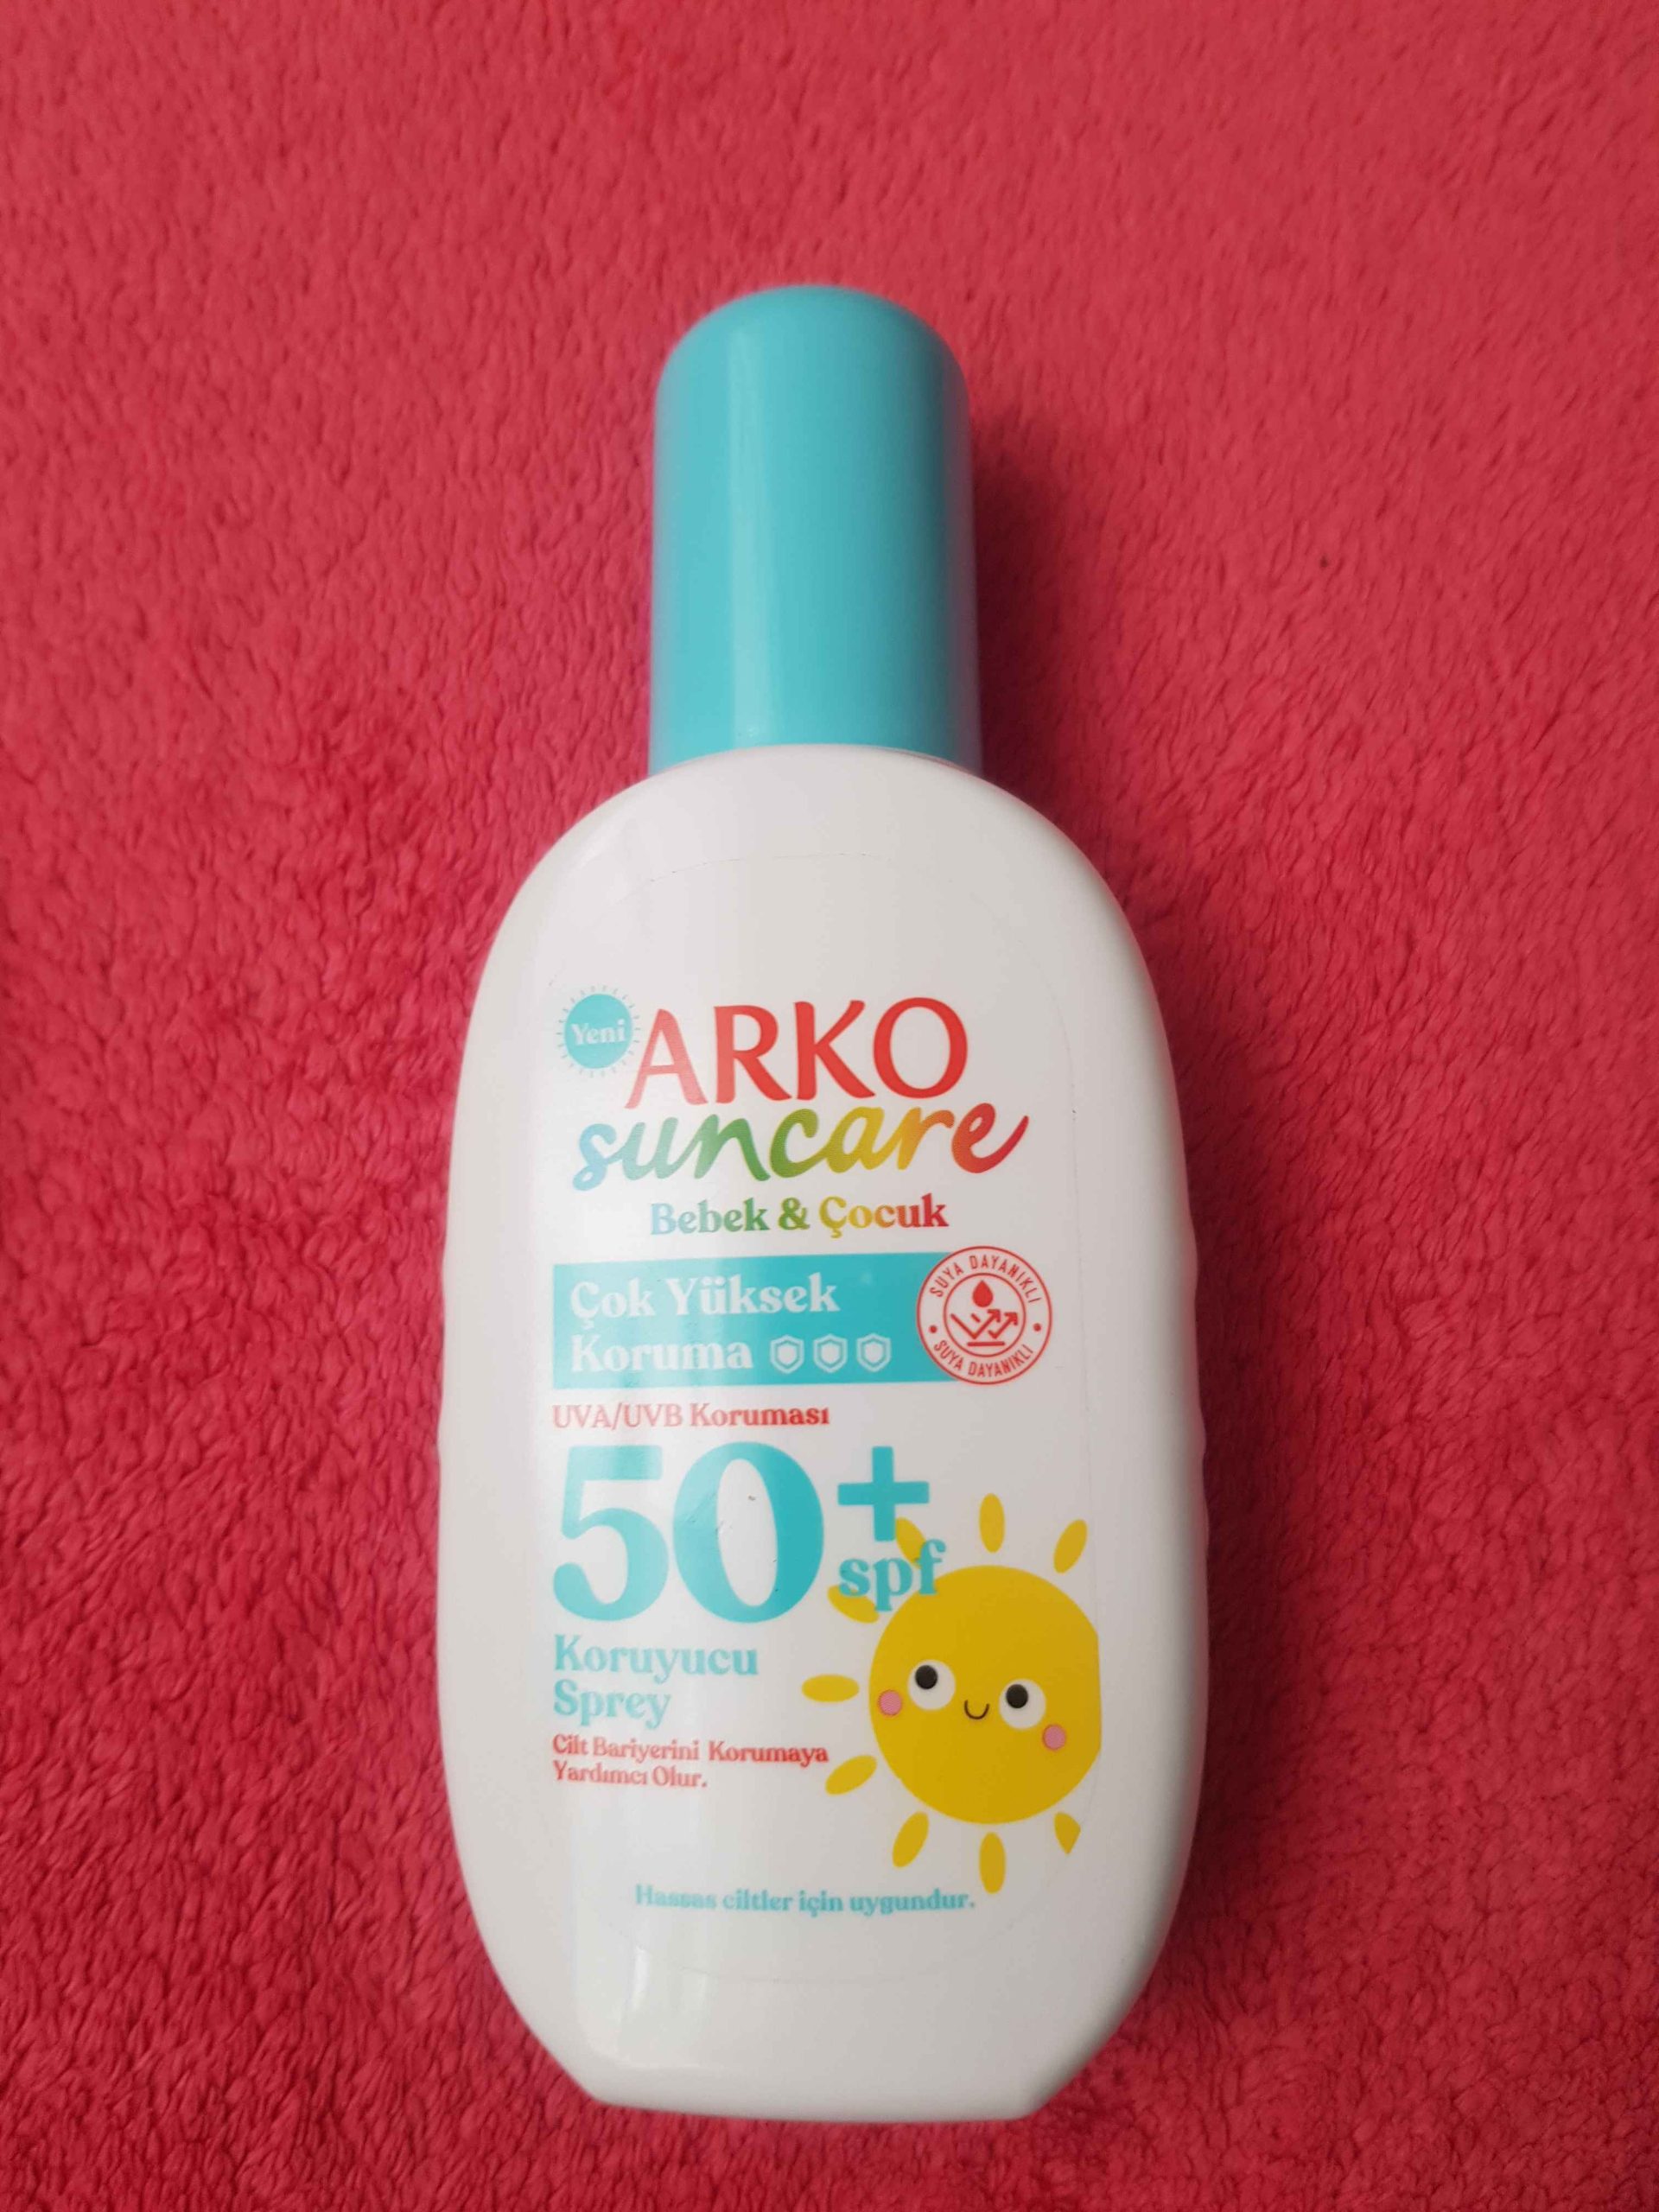 Yeni
ARKO
suncare
Bebek & Çocuk
Çok Yüksek
Koruma
SUYA DAYANIKLI
SUYA DAYANIKLI
UVA/UVB Koruması
50+
spf
Koruyucu
Sprey
Cilt Bariyerini Korumaya
Yardımcı Olur.
Hassas ciltler için uygundur.